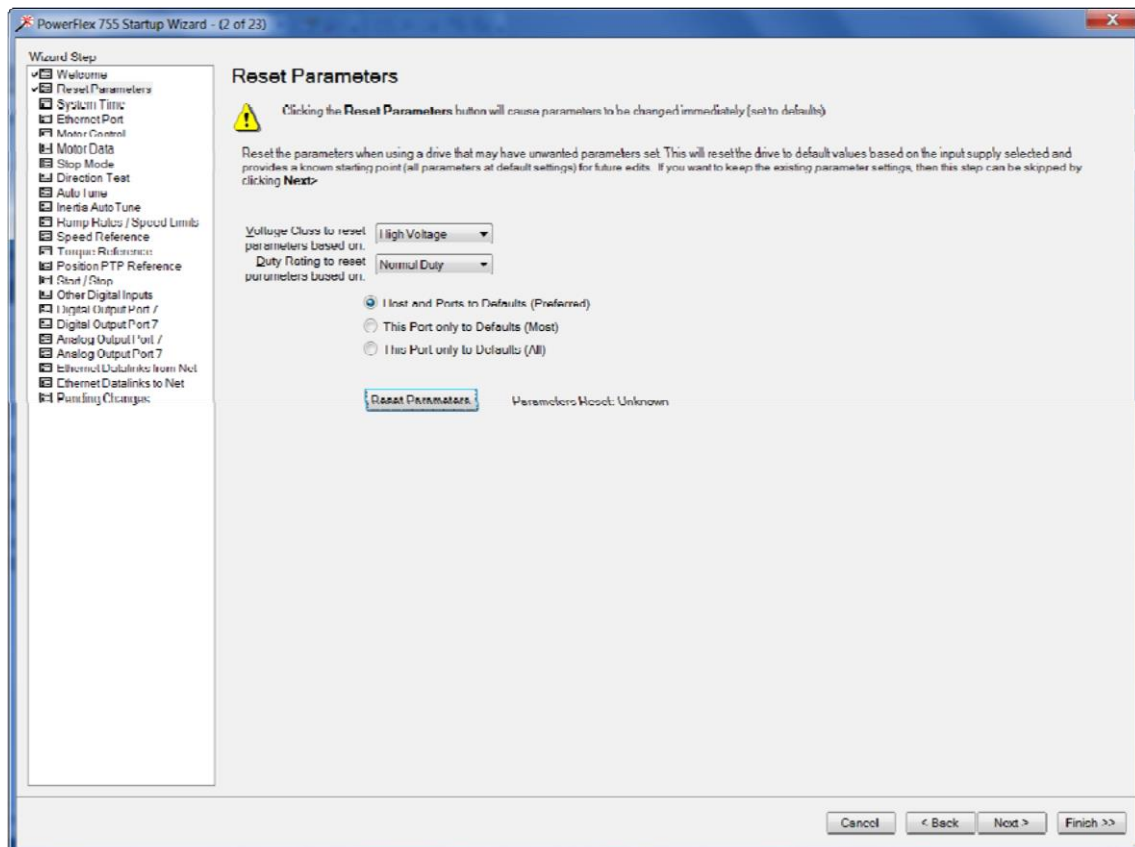 PowerFlex 755 Startup Wizard - (2 of 23)
Wizard Step
Welcome
Reset Parameters
System Time
Ethernet Port
Motor Control
Motor Data
Stop Mode
Direction Test
Auto Tune
Inertia Auto Tune
Ramp Rates / Speed Limits
Speed Reference
Torque Reference
Position PTP Reference
Start / Stop
Other Digital Inputs
Digital Output Port 7
Digital Output Port 7
Analog Output Port 7
Analog Output Port 7
Ethernet Datalinks from Net
Ethernet Datalinks to Net
Pending Changes
Reset Parameters
Clicking the Reset Parameters button will cause parameters to be changed immediately (set to defaults)
Reset the parameters when using a drive that may have unwanted parameters set. This will reset the drive to default values based on the input supply selected and
provides a known starting point (all parameters at default settings) for future edits. If you want to keep the existing parameter settings, then this step can be skipped by
clicking Next>
Voltage Class to reset
parameters based on:
High Voltage
Duty Rating to reset
parameters based on:
Normal Duty
Host and Ports to Defaults (Preferred)
This Port only to Defaults (Most)
This Port only to Defaults (All)
Reset Parameters
Parameters Reset: Unknown
Cancel
< Back
Next >
Finish >>